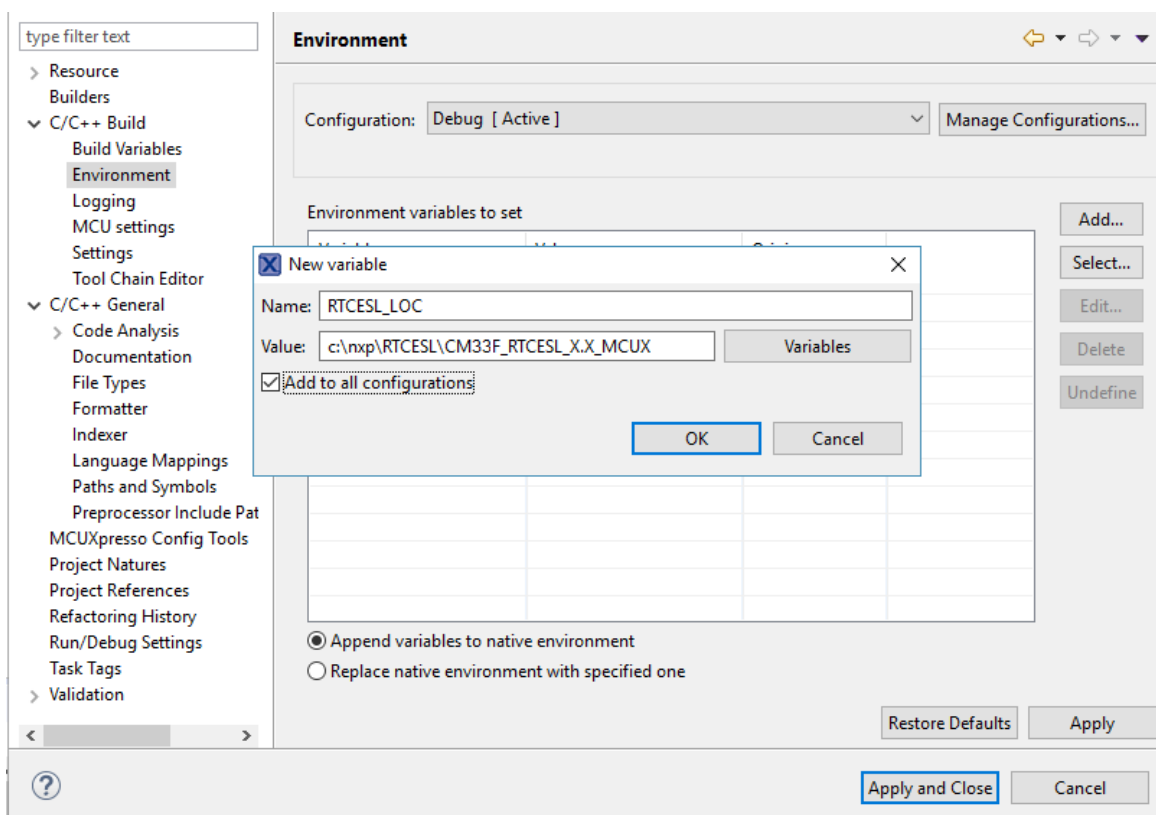 type filter text
Environment
Resource
Builders
C/C++ Build
Build Variables
Environment
Logging
MCU settings
Settings
Tool Chain Editor
C/C++ General
Code Analysis
Documentation
File Types
Formatter
Indexer
Language Mappings
Paths and Symbols
Preprocessor Include Pat
MCUXpresso Config Tools
Project Natures
Project References
Refactoring History
Run/Debug Settings
Task Tags
Validation
Configuration: Debug [ Active ] Manage Configurations...
Environment variables to set
Add...
Select...
Edit...
Delete
Undefine
New variable
Name: RTCESL_LOC
Value: c:\nxp\RTCESL\CM33F_RTCESL_X.X_MCUX Variables
Add to all configurations
OK Cancel
Append variables to native environment
Replace native environment with specified one
Restore Defaults Apply
? Apply and Close Cancel